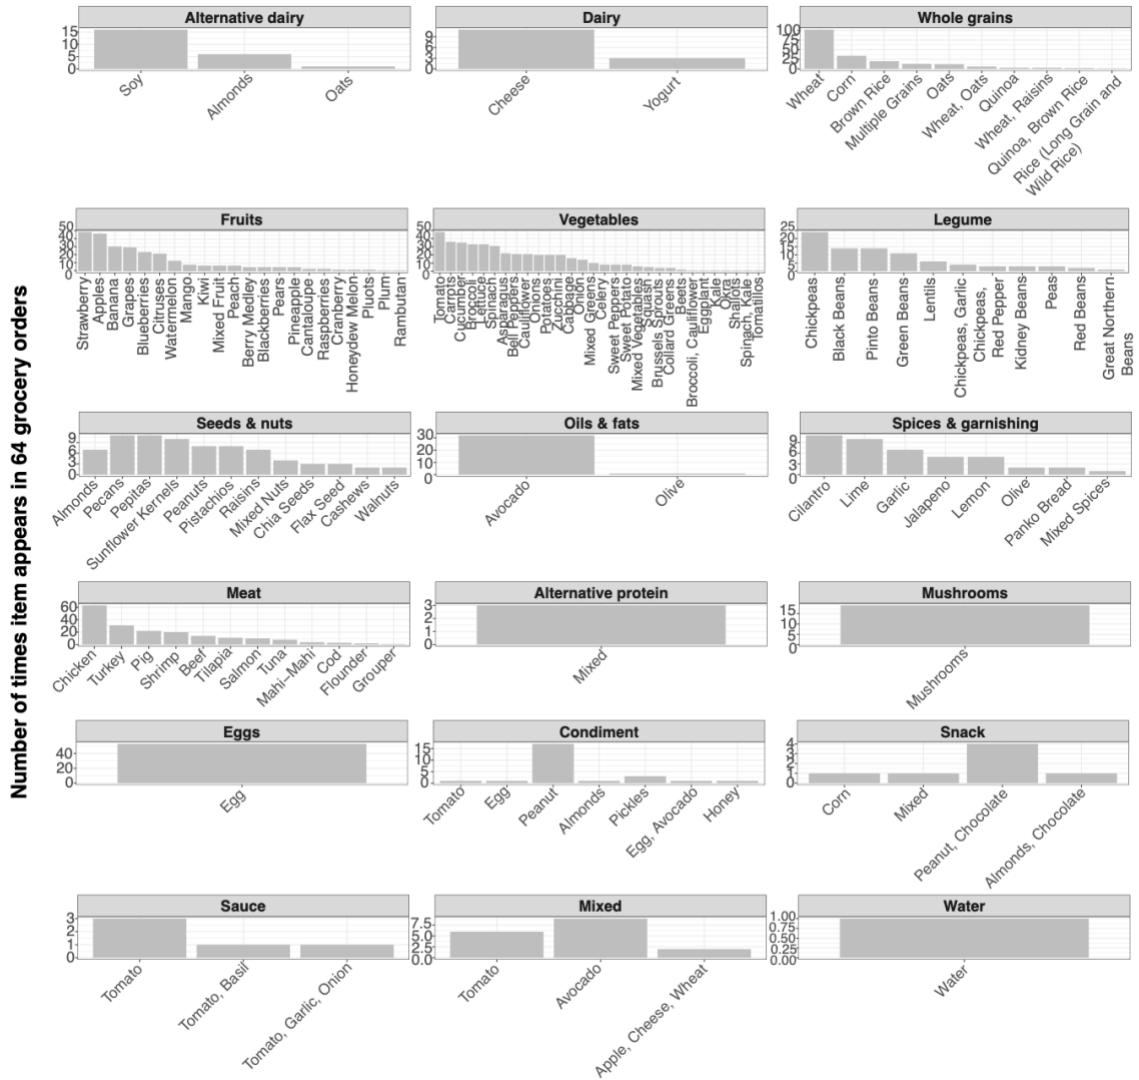 Number of times item appears in 64 grocery orders
Alternative dairy
15
10
5
0
Soy
Almonds
Oats
Dairy
9
6
3
0
Cheese
Yogurt
Whole grains
100
75
50
25
0
Wheat
Corn
Brown Rice
Multiple Grains
Oats
Wheat, Oats
Quinoa
Wheat, Raisins
Quinoa, Brown Rice
Rice (Long Grain and
Wild Rice)
Fruits
50
40
30
20
10
0
Strawberry
Apples
Banana
Grapes
Blueberries
Citruses
Watermelon
Mango
Kiwi
Mixed Fruit
Peach
Berry Medley
Blackberries
Pears
Pineapple
Cantaloupe
Raspberries
Cranberry
Honeydew Melon
Pluots
Plum
Rambutan
Vegetables
50
40
30
20
10
0
Tomato
Carrots
Cucumber
Broccoli
Lettuce
Spinach
Asparagus
Bell Peppers
Cauliflower
Onions
Potatoes
Zucchini
Cabbage
Onion
Mixed Greens
Celery
Sweet Peppers
Sweet Potato
Mixed Vegetables
Squash
Brussels Sprouts
Collard Greens
Beets
Broccoli, Cauliflower
Eggplant
Kale
Okra
Shallots
Spinach, Kale
Tomatillos
Legume
25
20
15
10
5
0
Chickpeas
Black Beans
Pinto Beans
Green Beans
Lentils
Chickpeas, Garlic
Chickpeas,
Red Pepper
Kidney Beans
Peas
Red Beans
Great Northern
Beans
Seeds & nuts
9
6
3
0
Almonds
Pecans
Pepitas
Sunflower Kernels
Peanuts
Pistachios
Raisins
Mixed Nuts
Chia Seeds
Flax Seed
Cashews
Walnuts
Oils & fats
30
20
10
0
Avocado
Olive
Spices & garnishing
9
6
3
0
Cilantro
Lime
Garlic
Jalapeno
Lemon
Olive
Panko Bread
Mixed Spices
Meat
60
40
20
0
Chicken
Turkey
Pig
Shrimp
Beef
Tilapia
Salmon
Tuna
Mahi−Mahi
Cod
Flounder
Grouper
Alternative protein
3
2
1
0
Mixed
Mushrooms
15
10
5
0
Mushrooms
Eggs
40
20
0
Egg
Condiment
15
10
5
0
Tomato
Egg
Peanut
Almonds
Pickles
Egg, Avocado
Honey
Snack
4
3
2
1
0
Corn
Mixed
Peanut, Chocolate
Almonds, Chocolate
Sauce
3
2
1
0
Tomato
Tomato, Basil
Tomato, Garlic, Onion
Mixed
7.5
5.0
2.5
0.0
Tomato
Avocado
Apple, Cheese, Wheat
Water
1.00
0.75
0.50
0.25
0.00
Water